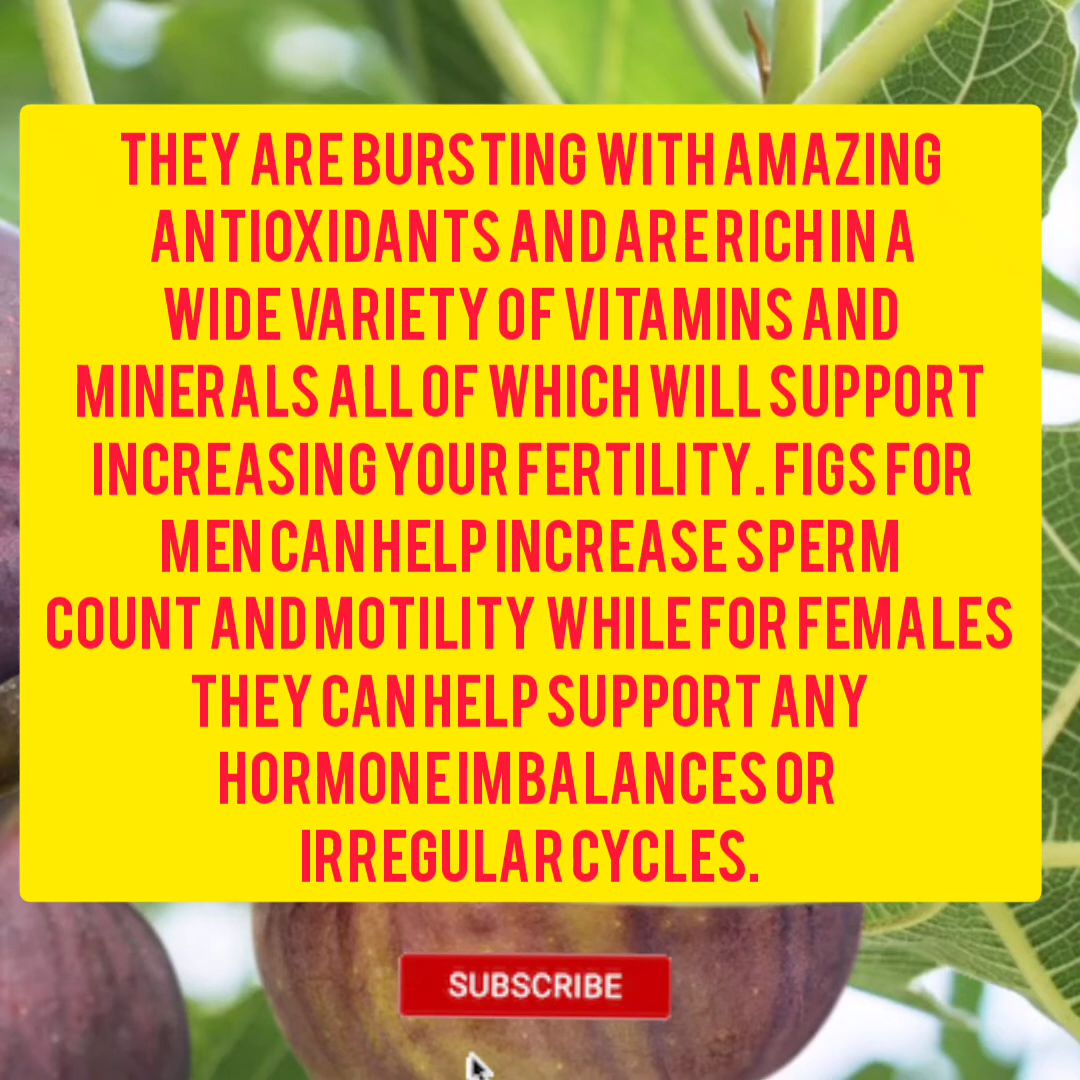 THEY ARE BURSTING WITH AMAZING
ANTIOXIDANTS AND ARE RICH IN A
WIDE VARIETY OF VITAMINS AND
MINERALS ALL OF WHICH WILL SUPPORT
INCREASING YOUR FERTILITY. FIGS FOR
MEN CAN HELP INCREASE SPERM
COUNT AND MOTILITY WHILE FOR FEMALES
THEY CAN HELP SUPPORT ANY
HORMONE IMBALANCES OR
IRREGULAR CYCLES.
SUBSCRIBE